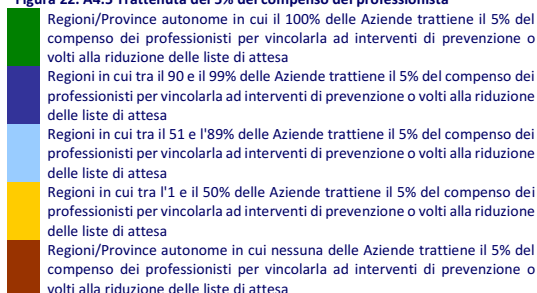 Figura 22: A4.5 Trattenuta del 5% del compenso del professionista
Regioni/Province autonome in cui il 100% delle Aziende trattiene il 5% del
compenso dei professionisti per vincolarla ad interventi di prevenzione o
volti alla riduzione delle liste di attesa
Regioni in cui tra il 90 e il 99% delle Aziende trattiene il 5% del compenso dei
professionisti per vincolarla ad interventi di prevenzione o volti alla riduzione
delle liste di attesa
Regioni in cui tra il 51 e l'89% delle Aziende trattiene il 5% del compenso dei
professionisti per vincolarla ad interventi di prevenzione o volti alla riduzione
delle liste di attesa
Regioni in cui tra l'1 e il 50% delle Aziende trattiene il 5% del compenso dei
professionisti per vincolarla ad interventi di prevenzione o volti alla riduzione
delle liste di attesa
Regioni/Province autonome in cui nessuna delle Aziende trattiene il 5% del
compenso dei professionisti per vincolarla ad interventi di prevenzione o
volti alla riduzione delle liste di attesa